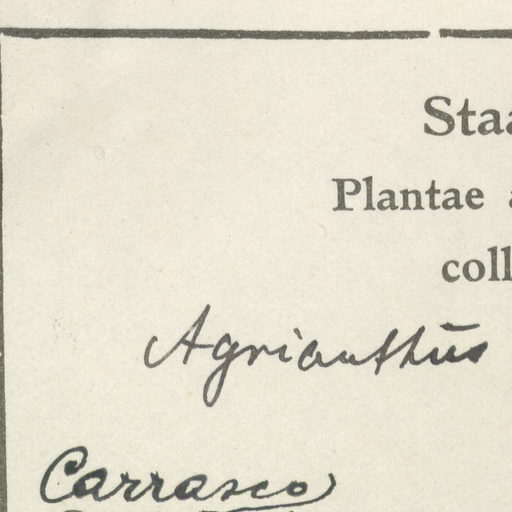 Staa
Plantae a
coll
Agrianthus
Carrasco